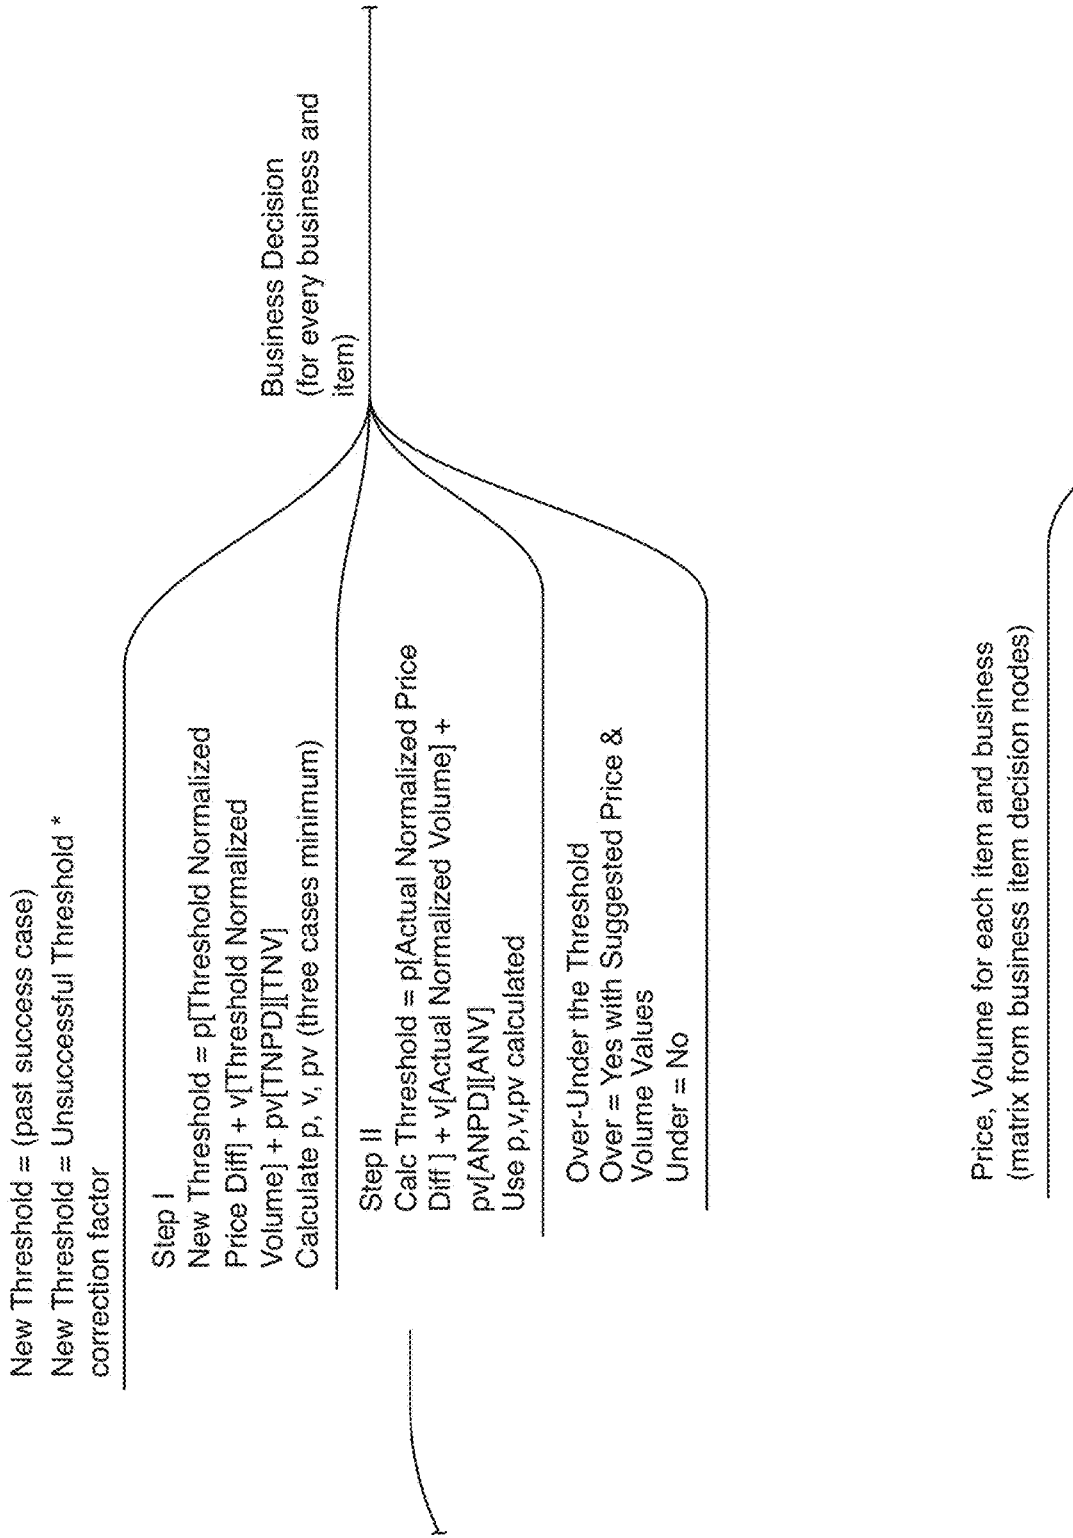 New Threshold = (past success case)
New Threshold = Unsuccessful Threshold *
correction factor
Step I
New Threshold = p[Threshold Normalized
Price Diff] + v[Threshold Normalized
Volume] + pv[TNPD][TNV]
Calculate p, v, pv (three cases minimum)
Step II
Calc Threshold = p[Actual Normalized Price
Diff ] + v[Actual Normalized Volume] +
pv[ANPD][ANV]
Use p,v,pv calculated
Over-Under the Threshold
Over = Yes with Suggested Price &
Volume Values
Under = No
Business Decision
(for every business and
item)
Price, Volume for each item and business
(matrix from business item decision nodes)